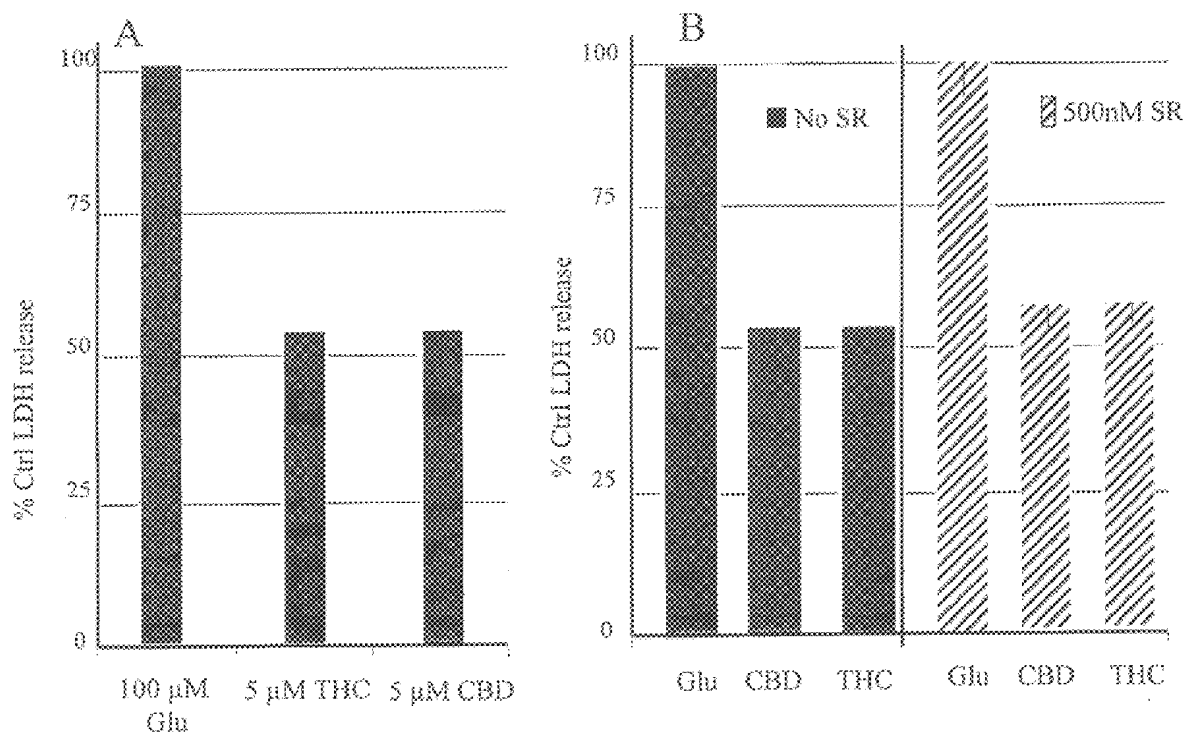 A
100
75
50
25
0
% Ctrl LDH release
100 µM
Glu
5 µM THC
5 µM CBD
B
100
75
50
25
0
% Ctrl LDH release
No SR
500nM SR
Glu
CBD
THC
Glu
CBD
THC